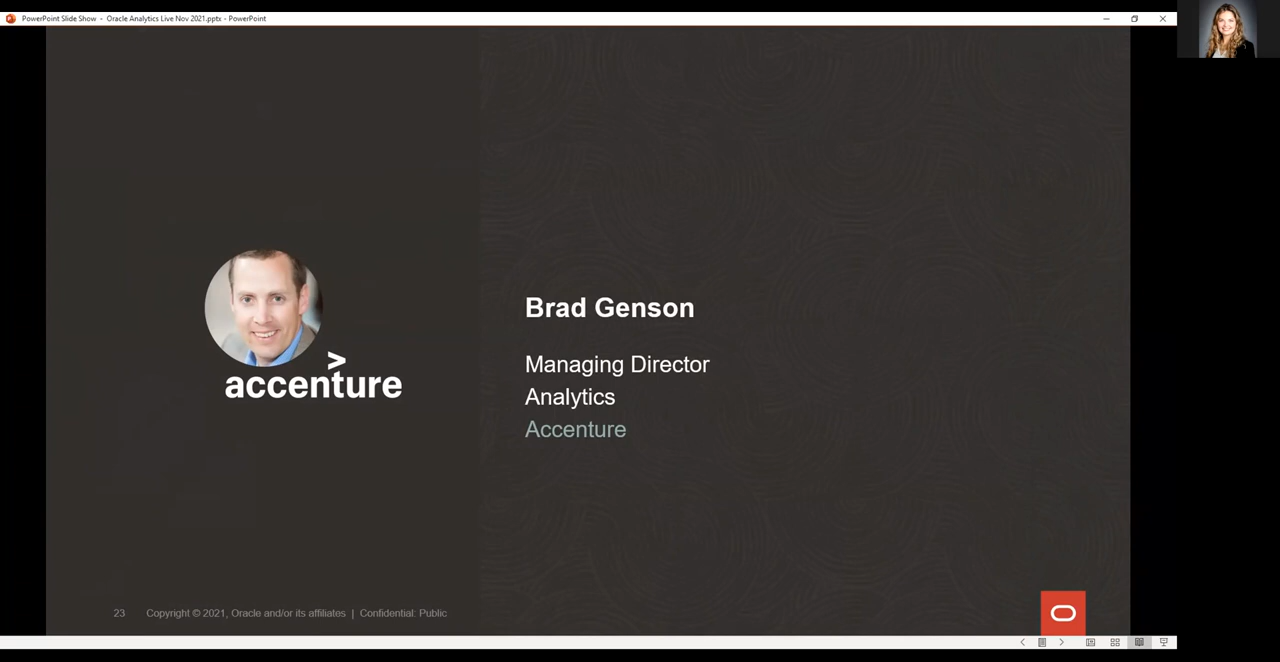 PowerPoint Slide Show - Oracle Analytics Live Nov 2021.pptx - PowerPoint
Brad Genson
Managing Director
Analytics
Accenture
>
accenture
23 Copyright © 2021, Oracle and/or its affiliates | Confidential: Public